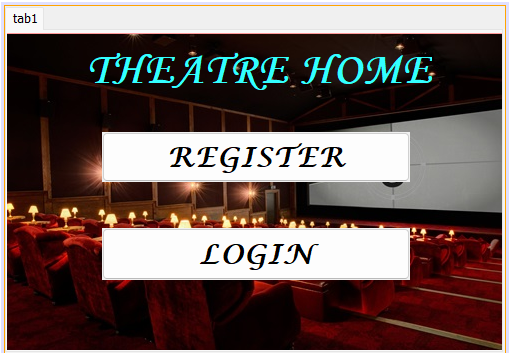 tab1
THEATRE HOME
REGISTER
LOGIN